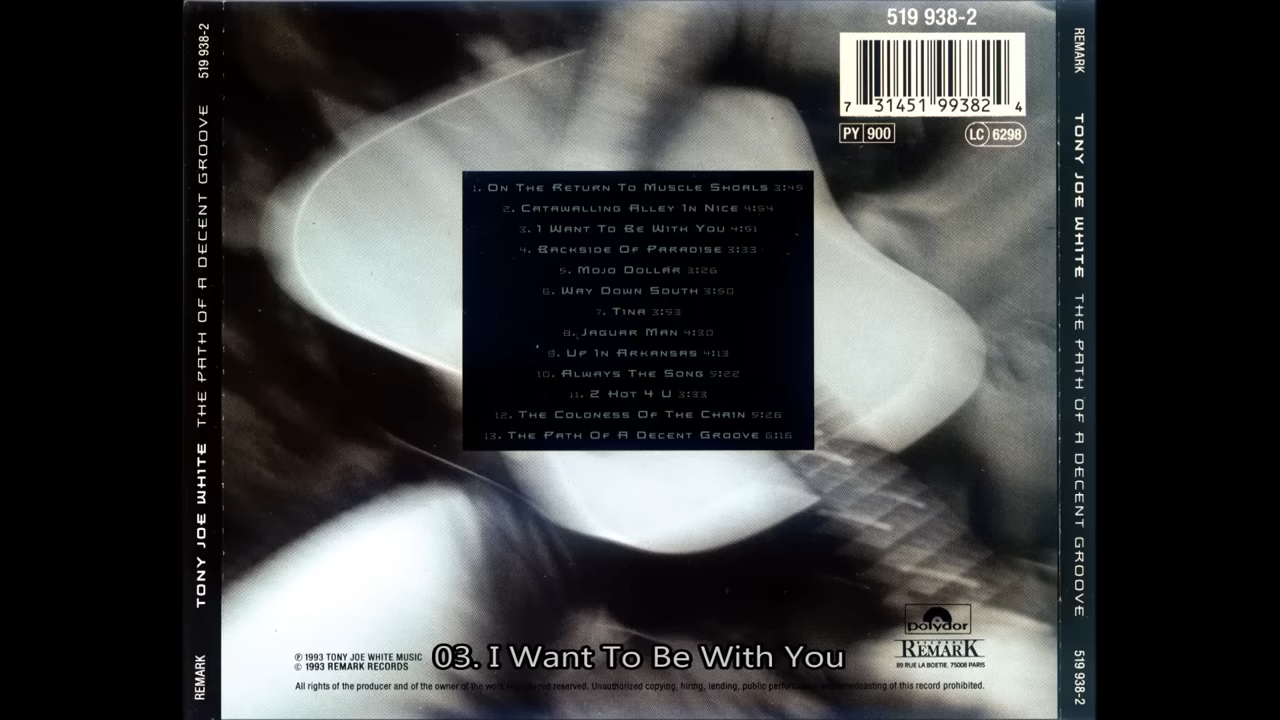 519 938-2
7 31451 99382 4
PY 900
LC 6298
REMARK TONY JOE WHITE THE PATH OF A DECENT GROOVE 519 938-2
1. On The Return To Muscle Shoals 3:45
2. Catawalling Alley In Nice 4:54
3. I Want To Be With You 4:51
4. Backside Of Paradise 3:33
5. Mojo Dollar 3:26
6. Way Down South 3:50
7. Tina 3:53
8. Jaguar Man 4:30
9. Up In Arkansas 4:13
10. Always The Song 5:22
11. 2 Hot 4 U 3:33
12. The Coldness Of The Chain 5:26
13. The Path Of A Decent Groove 6:16
REMARK TONY JOE WHITE THE PATH OF A DECENT GROOVE 519 938-2
polydor
REMARK
89 RUE LA BOETIE, 75008 PARIS
℗ 1993 TONY JOE WHITE MUSIC
© 1993 REMARK RECORDS
03. I Want To Be With You
All rights of the producer and of the owner of the work reserved. Unauthorized copying, hiring, lending, public broadcasting of this record prohibited.